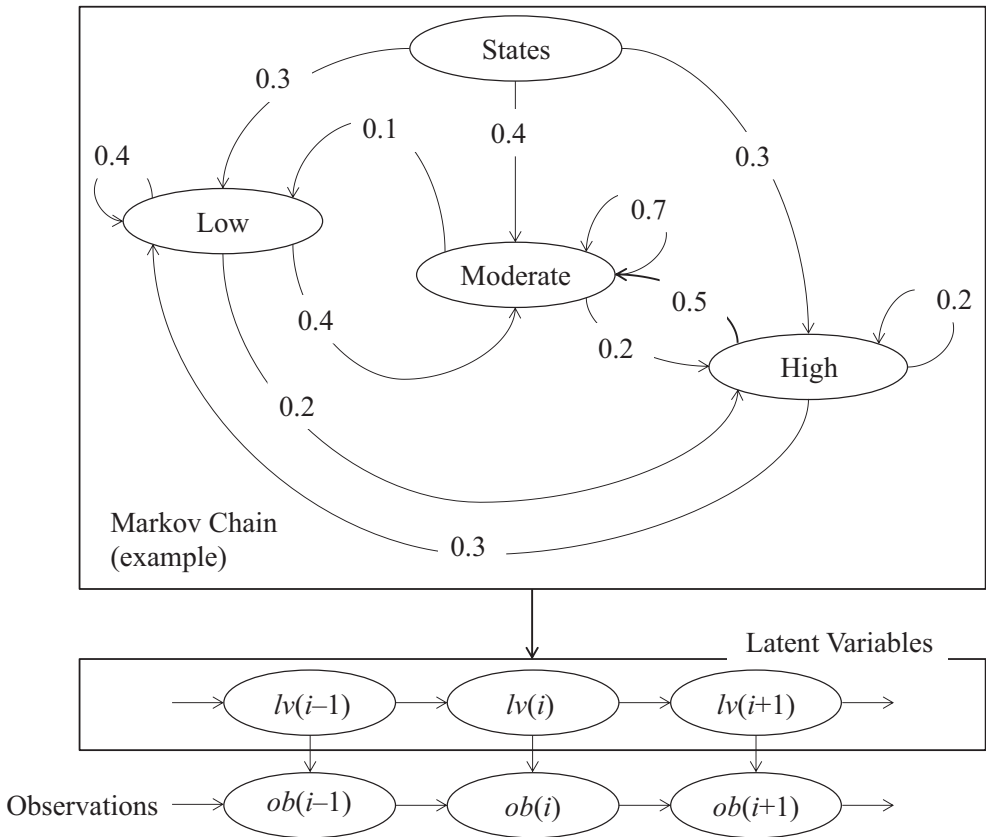 States
0.3
0.4
0.3
0.1
0.4
Low
0.7
Moderate
0.5
0.4
0.2
0.2
High
0.2
Markov Chain
(example)
0.3
Latent Variables
lv(i–1)
lv(i)
lv(i+1)
Observations
ob(i–1)
ob(i)
ob(i+1)